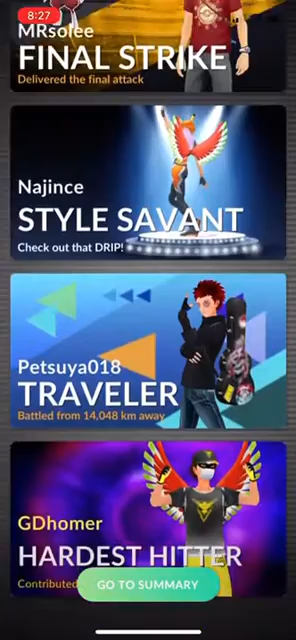 8:27
MRsolee
FINAL STRIKE
Delivered the final attack
Najince
STYLE SAVANT
Check out that DRIP!
Petsuya018
TRAVELER
Battled from 14,048 km away
GDhomer
HARDEST HITTER
Contributed
GO TO SUMMARY